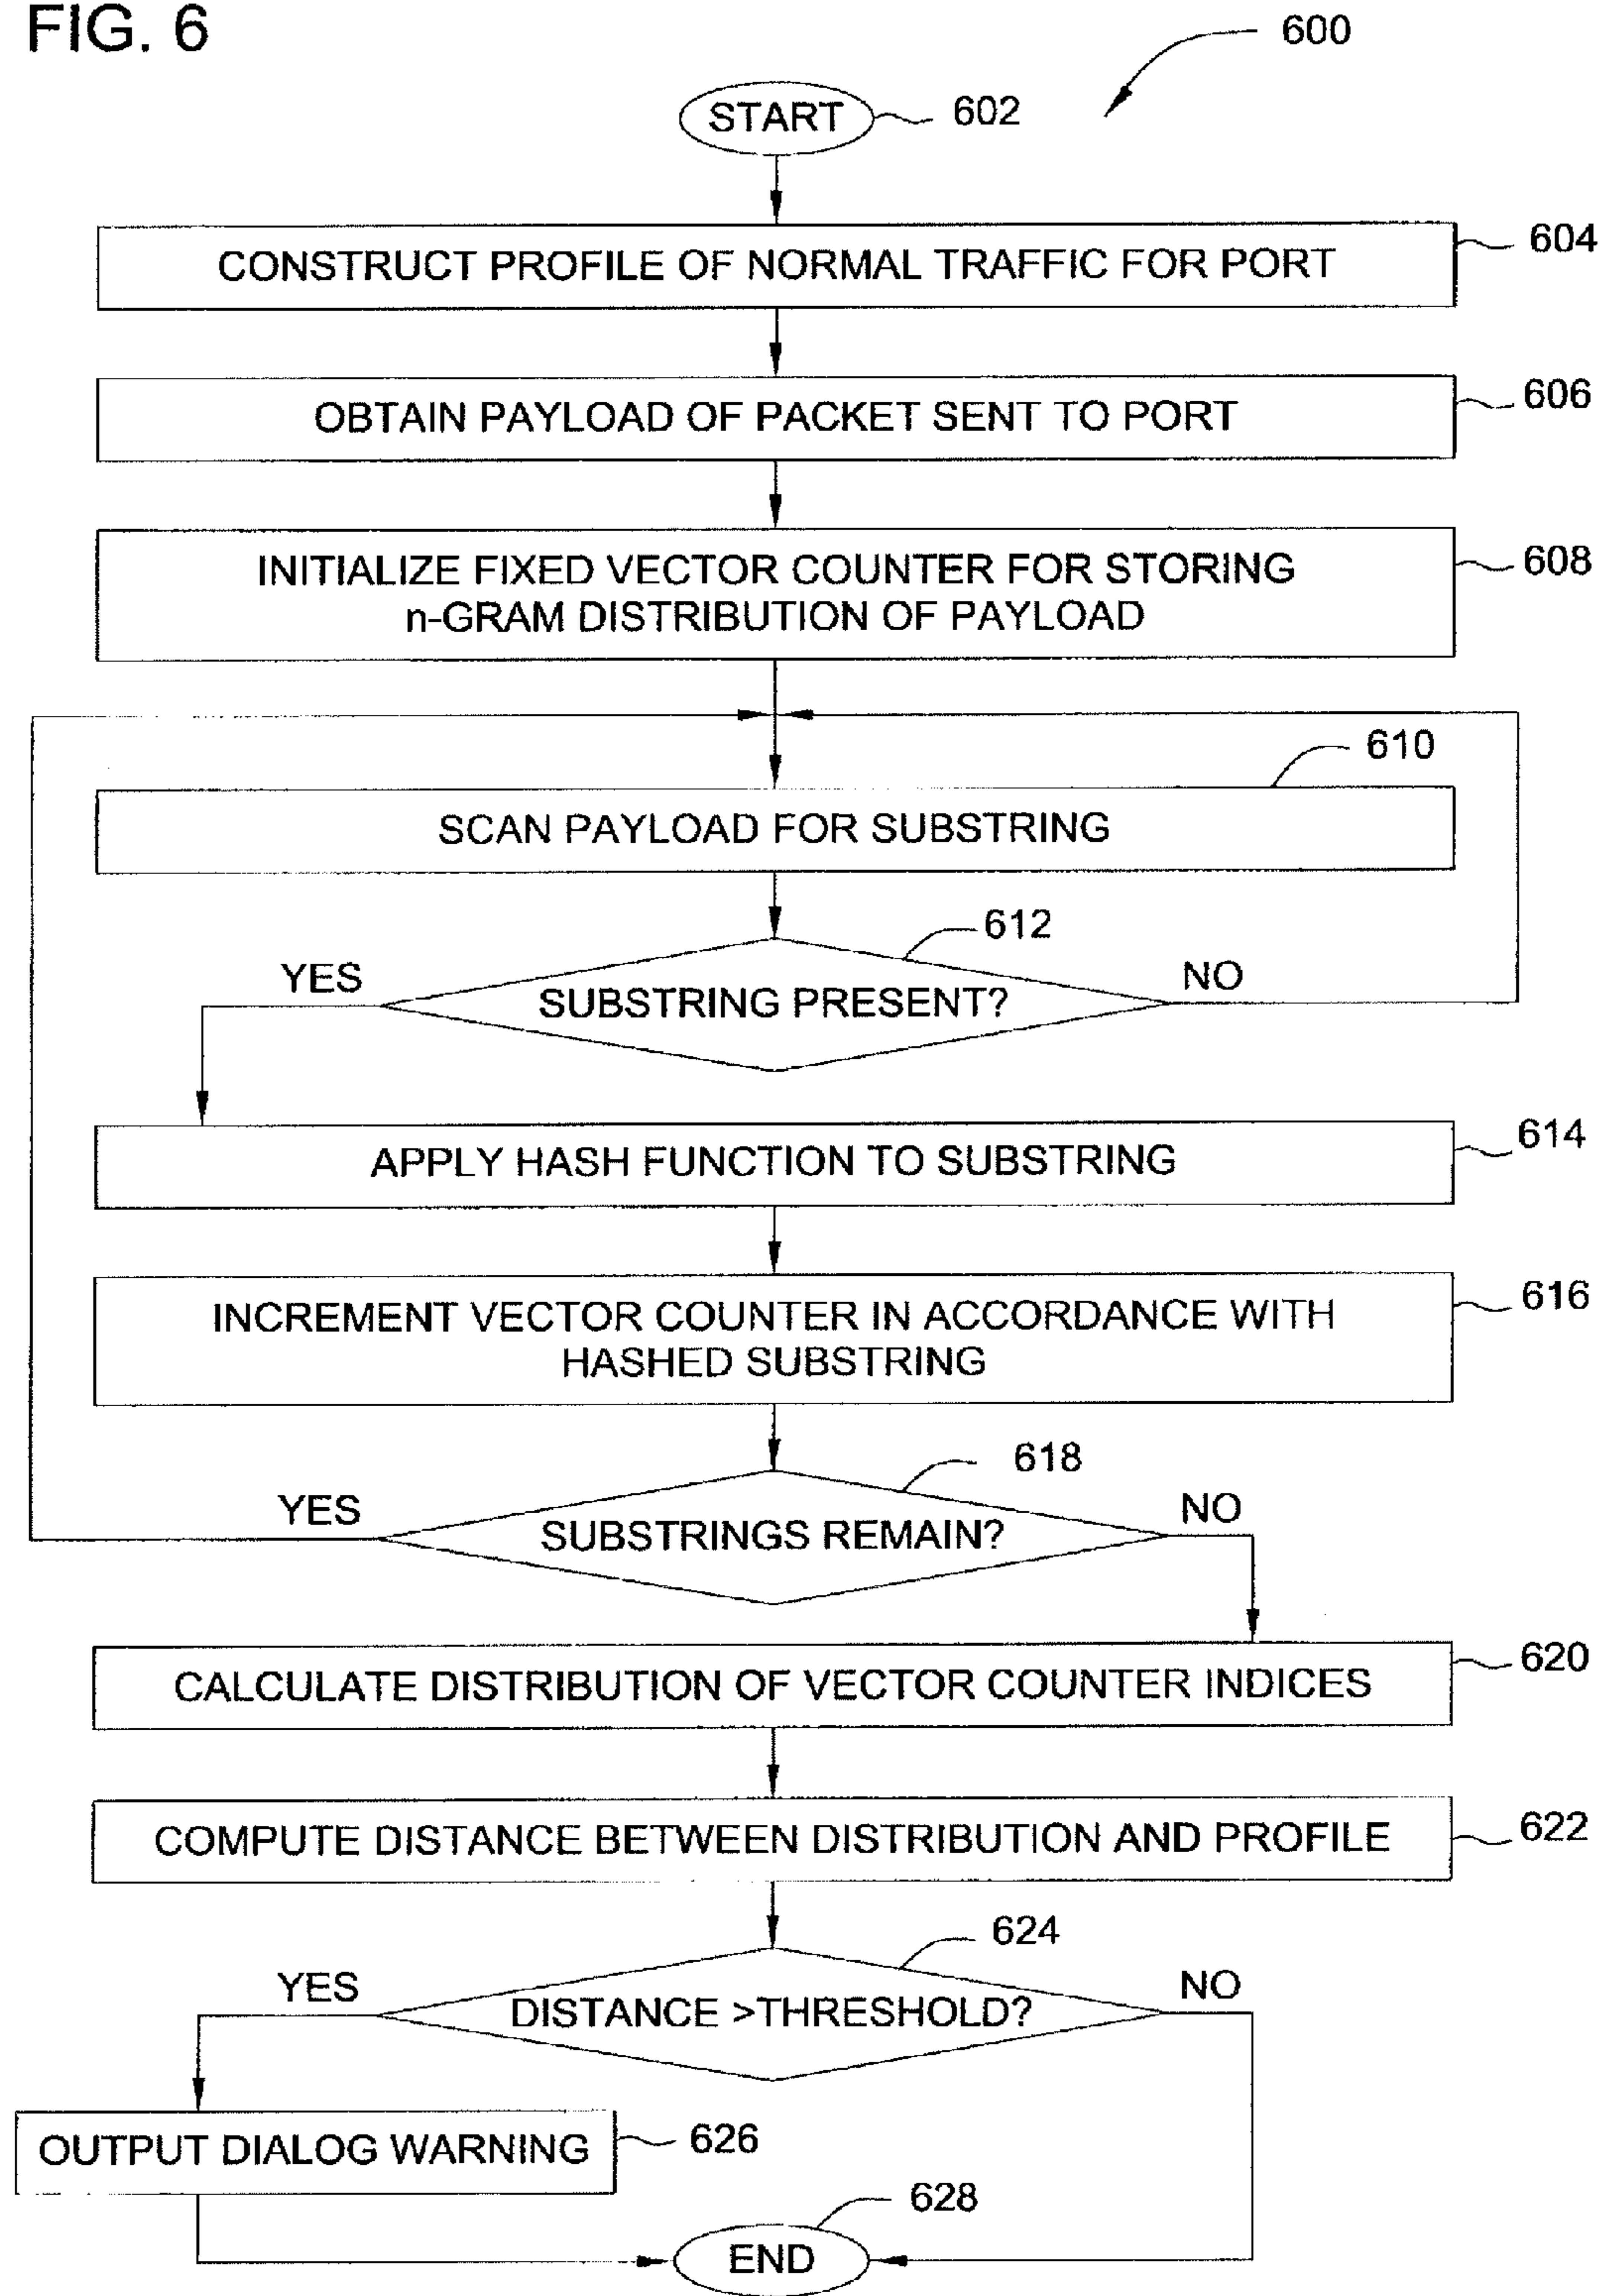 FIG. 6
600
START
602
CONSTRUCT PROFILE OF NORMAL TRAFFIC FOR PORT
604
OBTAIN PAYLOAD OF PACKET SENT TO PORT
606
INITIALIZE FIXED VECTOR COUNTER FOR STORING
n-GRAM DISTRIBUTION OF PAYLOAD
608
610
SCAN PAYLOAD FOR SUBSTRING
612
YES
SUBSTRING PRESENT?
NO
APPLY HASH FUNCTION TO SUBSTRING
614
INCREMENT VECTOR COUNTER IN ACCORDANCE WITH
HASHED SUBSTRING
616
618
YES
SUBSTRINGS REMAIN?
NO
CALCULATE DISTRIBUTION OF VECTOR COUNTER INDICES
620
COMPUTE DISTANCE BETWEEN DISTRIBUTION AND PROFILE
622
624
YES
DISTANCE >THRESHOLD?
NO
OUTPUT DIALOG WARNING
626
628
END